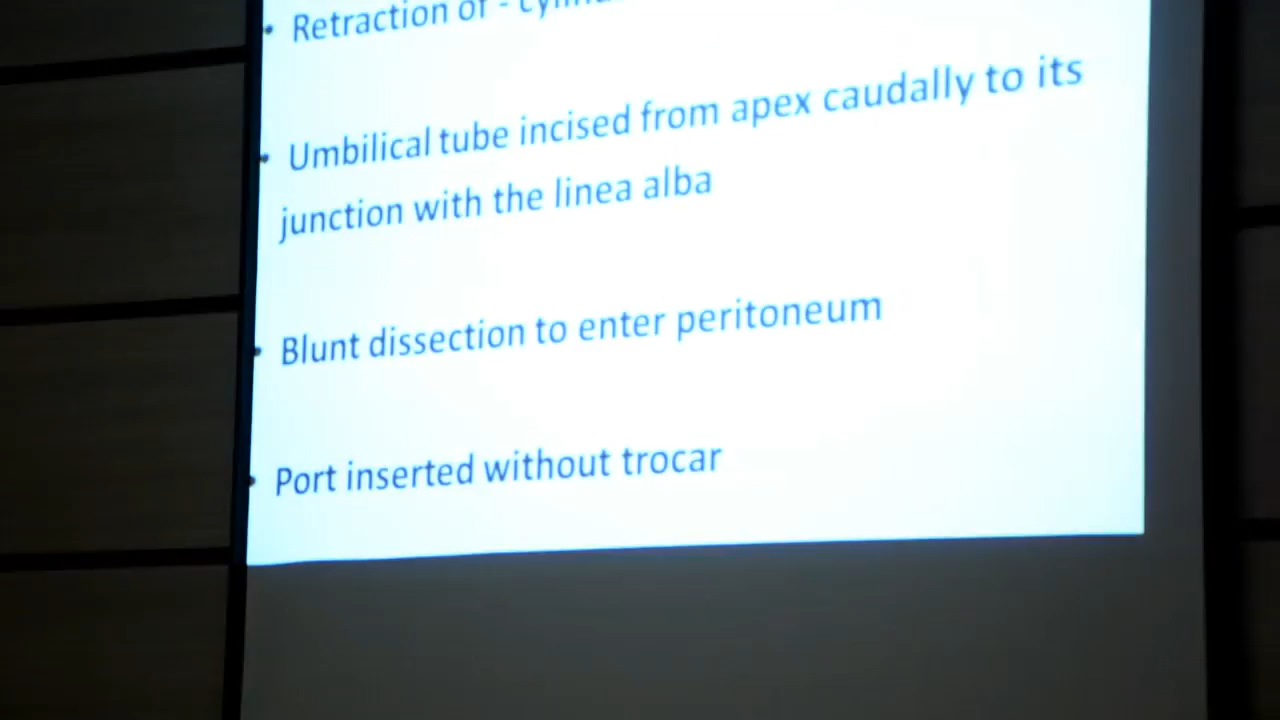 • Retraction of -
• Umbilical tube incised from apex caudally to its
junction with the linea alba
• Blunt dissection to enter peritoneum
• Port inserted without trocar